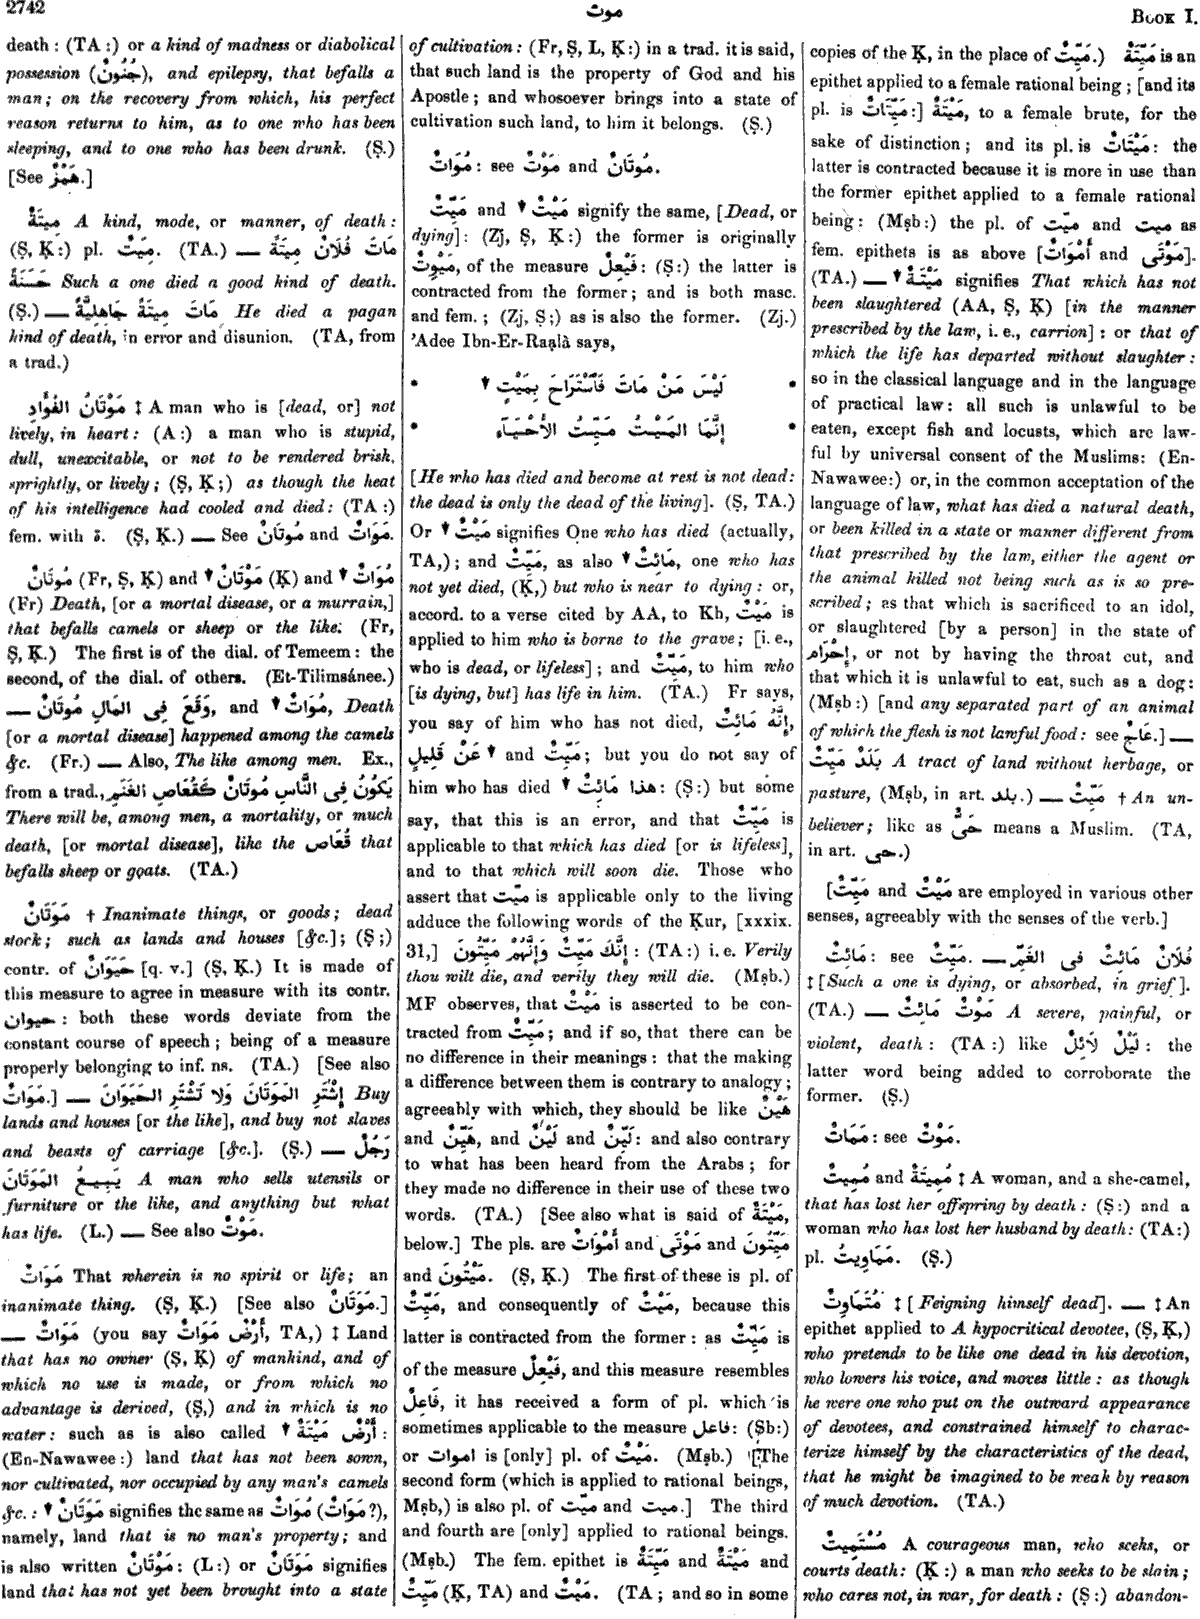 2742
موت
BOOK I.
death : (TA :) or a kind of madness or diabolical
possession (جُنُونٌ), and epilepsy, that befalls a
man; on the recovery from which, his perfect
reason returns to him, as to one who has been
sleeping, and to one who has been drunk. (Ṣ.)
[See هَمْزٌ.]
مِيتَةٌ A kind, mode, or manner, of death :
(Ṣ, Ḳ :) pl. مِيَتٌ. (TA.) — مَاتَ فُلَانٌ مِيتَةً
حَسَنَةً Such a one died a good kind of death.
(Ṣ.) — مَاتَ مِيتَةً جَاهِلِيَّةً He died a pagan
kind of death, in error and disunion. (TA, from
a trad.)
مَوْتَانُ الفُؤَادِ ‡ A man who is [dead, or] not
lively, in heart : (A :) a man who is stupid,
dull, unexcitable, or not to be rendered brisk,
sprightly, or lively ; (Ṣ, Ḳ ;) as though the heat
of his intelligence had cooled and died : (TA :)
fem. with ة. (Ṣ, Ḳ.) — See مُوتَانٌ and مَوَاتٌ.
مُوتَانٌ (Fr, Ṣ, Ḳ) and ▼ مَوْتَانٌ (Ḳ) and ▼ مُوَاتٌ
(Fr) Death, [or a mortal disease, or a murrain,]
that befalls camels or sheep or the like. (Fr,
Ṣ, Ḳ.) The first is of the dial. of Temeem : the
second, of the dial. of others. (Et-Tilimsánee.)
— وَقَعَ فِى المَالِ مُوتَانٌ, and ▼ مُوَاتٌ, Death
[or a mortal disease] happened among the camels
&c. (Fr.) — Also, The like among men. Ex.,
from a trad., يَكُونُ فِى النَّاسِ مُوتَانٌ كَقُعَاصِ الغَنَمِ
There will be, among men, a mortality, or much
death, [or mortal disease], like the قُعَاص that
befalls sheep or goats. (TA.)
مَوَتَانٌ † Inanimate things, or goods; dead
stock; such as lands and houses [&c.]; (Ṣ ;)
contr. of حَيَوَانٌ [q. v.] (Ṣ, Ḳ.) It is made of
this measure to agree in measure with its contr.
حيوان : both these words deviate from the
constant course of speech ; being of a measure
properly belonging to inf. ns. (TA.) [See also
مَوَاتٌ.] — إِشْتَرِ المَوَتَانَ وَلَا تَشْتَرِ الحَيَوَانَ Buy
lands and houses [or the like], and buy not slaves
and beasts of carriage [&c.]. (Ṣ.) — رَجُلٌ
يَبِيعُ المَوَتَانَ A man who sells utensils or
furniture or the like, and anything but what
has life. (L.) — See also مَوْتٌ.
مَوَاتٌ That wherein is no spirit or life; an
inanimate thing. (Ṣ, Ḳ.) [See also مَوَتَانٌ.]
— مَوَاتٌ (you say أَرْضٌ مَوَاتٌ, TA,) ‡ Land
that has no owner (Ṣ, Ḳ) of mankind, and of
which no use is made, or from which no
advantage is derived, (Ṣ,) and in which is no
water : such as is also called ▼ أَرْضٌ مَيْتَةٌ :
(En-Nawawee :) land that has not been sown,
nor cultivated, nor occupied by any man's camels
&c. : ▼ مَوَتَانٌ signifies the same as مُوَاتٌ (مَوَاتٌ ?),
namely, land that is no man's property; and
is also written مَوْتَانٌ : (L :) or مَوَتَانٌ signifies
land that has not yet been brought into a state
of cultivation : (Fr, Ṣ, L, Ḳ :) in a trad. it is said,
that such land is the property of God and his
Apostle ; and whosoever brings into a state of
cultivation such land, to him it belongs. (Ṣ.)
مُوَاتٌ : see مَوْتٌ and مُوتَانٌ.
مَيِّتٌ and ▼ مَيْتٌ signify the same, [Dead, or
dying] : (Zj, Ṣ, Ḳ :) the former is originally
مَيْوِتٌ, of the measure فَيْعِلٌ : (Ṣ :) the latter is
contracted from the former; and is both masc.
and fem. ; (Zj, Ṣ ;) as is also the former. (Zj.)
'Adee Ibn-Er-Raạlà says,
* لَيْسَ مَنْ مَاتَ فَٱسْتَرَاحَ بِمَيْتٍ ▼ *
* إِنَّمَا المَيْتُ مَيِّتُ الأَحْيَآءِ *
[He who has died and become at rest is not dead:
the dead is only the dead of the living]. (Ṣ, TA.)
Or ▼ مَيْتٌ signifies One who has died (actually,
TA,) ; and مَيِّتٌ, as also ▼ مَائِتٌ, one who has
not yet died, (Ḳ,) but who is near to dying : or,
accord. to a verse cited by AA, to Kh, مَيْتٌ is
applied to him who is borne to the grave; [i. e.,
who is dead, or lifeless] ; and مَيِّتٌ, to him who
[is dying, but] has life in him. (TA.) Fr says,
you say of him who has not died, إِنَّهُ مَائِتٌ,
عَنْ قَلِيلٍ ▼ and مَيِّتٌ; but you do not say of
him who has died ▼ هٰذَا مَائِتٌ : (Ṣ :) but some
say, that this is an error, and that مَيِّتٌ is
applicable to that which has died [or is lifeless],
and to that which will soon die. Those who
assert that ميّت is applicable only to the living
adduce the following words of the Ḳur, [xxxix.
31,] إِنَّكَ مَيِّتٌ وَإِنَّهُمْ مَيِّتُونَ : (TA :) i. e. Verily
thou wilt die, and verily they will die. (Mṣb.)
MF observes, that مَيْتٌ is asserted to be con-
tracted from مَيِّتٌ; and if so, that there can be
no difference in their meanings : that the making
a difference between them is contrary to analogy ;
agreeably with which, they should be like هَيْنٌ
and هَيِّنٌ, and لَيْنٌ and لَيِّنٌ : and also contrary
to what has been heard from the Arabs ; for
they made no difference in their use of these two
words. (TA.) [See also what is said of مَيْتَةٌ,
below.] The pls. are أَمْوَاتٌ and مَوْتَى and مَيِّتُونَ
and مَيْتُونَ. (Ṣ, Ḳ.) The first of these is pl. of
مَيِّتٌ, and consequently of مَيْتٌ, because this
latter is contracted from the former : as مَيِّتٌ is
of the measure فَيْعِلٌ, and this measure resembles
فَاعِلٌ, it has received a form of pl. which is
sometimes applicable to the measure فاعل : (Sb :)
or اموات is [only] pl. of مَيْتٌ. (Mṣb.) [The
second form (which is applied to rational beings,
Mṣb,) is also pl. of ميّت and ميت.] The third
and fourth are [only] applied to rational beings.
(Mṣb.) The fem. epithet is مَيِّتَةٌ and مَيْتَةٌ and
مَيِّتٌ (Ḳ, TA) and مَيْتٌ. (TA ; and so in some
copies of the Ḳ, in the place of مَيِّتٌ.) مَيِّتَةٌ is an
epithet applied to a female rational being ; [and its
pl. is مَيِّتَاتٌ :] مَيْتَةٌ, to a female brute, for the
sake of distinction ; and its pl. is مَيْتَاتٌ : the
latter is contracted because it is more in use than
the former epithet applied to a female rational
being : (Mṣb :) the pl. of ميّت and ميت as
fem. epithets is as above [أَمْوَاتٌ and مَوْتَى].
(TA.) — ▼ مَيْتَةٌ signifies That which has not
been slaughtered (AA, Ṣ, Ḳ) [in the manner
prescribed by the law, i. e., carrion] : or that of
which the life has departed without slaughter :
so in the classical language and in the language
of practical law : all such is unlawful to be
eaten, except fish and locusts, which are law-
ful by universal consent of the Muslims : (En-
Nawawee :) or, in the common acceptation of the
language of law, what has died a natural death,
or been killed in a state or manner different from
that prescribed by the law, either the agent or
the animal killed not being such as is so pre-
scribed; as that which is sacrificed to an idol,
or slaughtered [by a person] in the state of
إِحْرَام, or not by having the throat cut, and
that which it is unlawful to eat, such as a dog :
(Mṣb :) [and any separated part of an animal
of which the flesh is not lawful food : see عَاجٌ.] —
بَلَدٌ مَيِّتٌ A tract of land without herbage, or
pasture, (Mṣb, in art. بلد.) — مَيِّتٌ † An un-
believer; like as حَىٌّ means a Muslim. (TA,
in art. حى.)
[مَيْتٌ and مَيِّتٌ are employed in various other
senses, agreeably with the senses of the verb.]
مَائِتٌ : see مَيِّتٌ. — فُلَانٌ مَائِتٌ فِى الغَمِّ
‡ [Such a one is dying, or absorbed, in grief ].
(TA.) — مَوْتٌ مَائِتٌ A severe, painful, or
violent, death : (TA :) like لَيْلٌ لَائِلٌ : the
latter word being added to corroborate the
former. (Ṣ.)
مَمَاتٌ : see مَوْتٌ.
مُمِيتٌ and مُمِيتَةٌ ‡ A woman, and a she-camel,
that has lost her offspring by death : (Ṣ :) and a
woman who has lost her husband by death : (TA :)
pl. مَمَاوِيتُ. (Ṣ.)
مُتَمَاوِتٌ ‡ [Feigning himself dead]. — ‡ An
epithet applied to A hypocritical devotee, (Ṣ, Ḳ,)
who pretends to be like one dead in his devotion,
who lowers his voice, and moves little : as though
he were one who put on the outward appearance
of devotees, and constrained himself to charac-
terize himself by the characteristics of the dead,
that he might be imagined to be weak by reason
of much devotion. (TA.)
مُسْتَمِيتٌ A courageous man, who seeks, or
courts death: (Ḳ :) a man who seeks to be slain ;
who cares not, in war, for death : (Ṣ :) abandon-